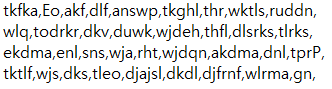 tkfka,Eo,akf,dlf,answp,tkghl,thr,wktls,ruddn,
wlq,todrkr,dkv,duwk,wjdeh,thfl,dlsrks,tlrks,
ekdma,enl,sns,wja,rht,wjdqn,akdma,dnl,tprP,
tktlf,wjs,dks,tleo,djajsl,dkdl,djfrnf,wlrma,gn,